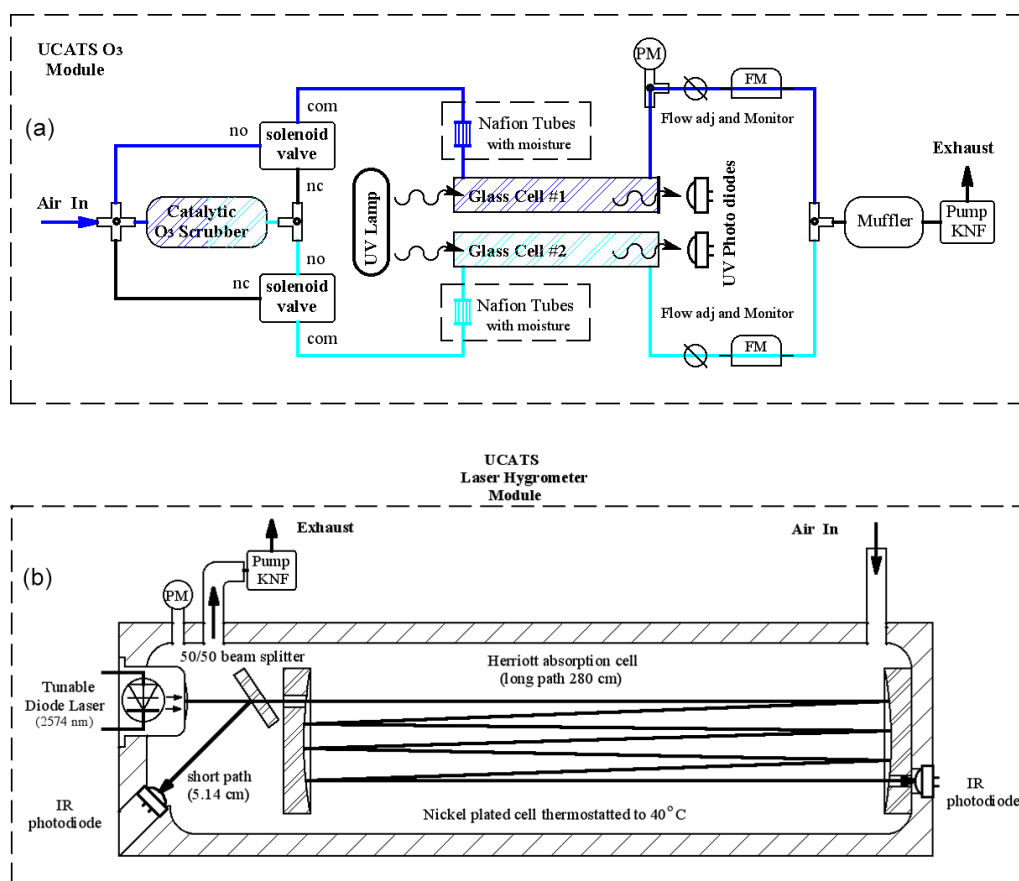 UCATS O3
Module
(a)
com
no
solenoid
valve
nc
Air In
Catalytic
O3 Scrubber
no
nc
solenoid
valve
com
UV Lamp
Nafion Tubes
with moisture
Glass Cell #1
Glass Cell #2
Nafion Tubes
with moisture
PM
FM
Flow adj and Monitor
UV Photo diodes
Flow adj and Monitor
FM
Muffler
Exhaust
Pump
KNF
UCATS
Laser Hygrometer
Module
(b)
Exhaust
Pump
KNF
PM
Air In
50/50 beam splitter
Herriott absorption cell
(long path 280 cm)
Tunable
Diode Laser
(2574 nm)
short path
(5.14 cm)
IR
photodiode
Nickel plated cell thermostatted to 40°C
IR
photodiode